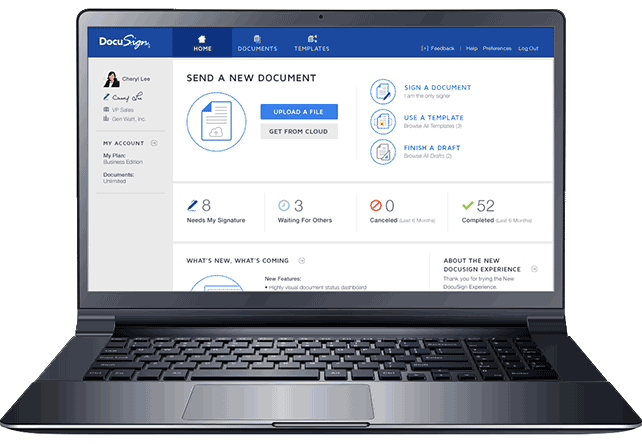 DocuSign
HOME
DOCUMENTS
TEMPLATES
[+] Feedback | Help Preferences Log Out
Cheryl Lee
Cheryl Lee
VP Sales
Gen Watt, Inc.
MY ACCOUNT
My Plan:
Business Edition
Documents:
Unlimited
SEND A NEW DOCUMENT
UPLOAD A FILE
GET FROM CLOUD
SIGN A DOCUMENT
I am the only signer
USE A TEMPLATE
Browse All Templates (3)
FINISH A DRAFT
Browse All Drafts (2)
8
Needs My Signature
3
Waiting For Others
0
Canceled (Last 6 Months)
52
Completed (Last 6 Months)
WHAT'S NEW, WHAT'S COMING
New Features:
• Highly visual document status dashboard
ABOUT THE NEW
DOCUSIGN EXPERIENCE
Thank you for trying the New
DocuSign Experience.